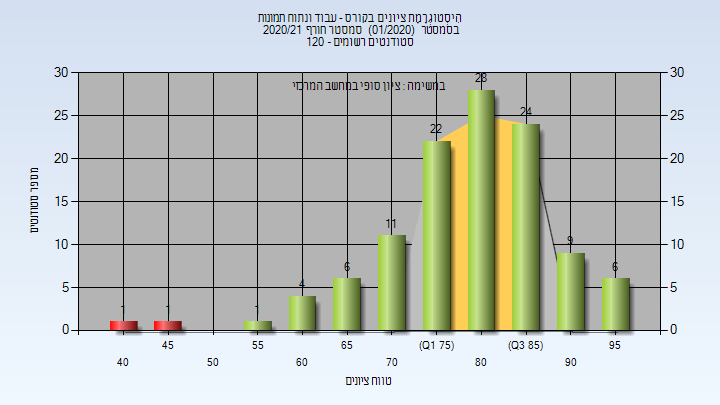 היסטוגרמת ציונים בקורס - עבוד ונתוח תמונות
בסמסטר (01/2020) סמסטר חורף 2020/21
סטודנטים רשומים - 120
במשימה : ציון סופי במחשב המרכזי
30 30
25 25
20 20
15 15
10 10
5 5
0 0
1 1 1 4 6 11 22 28 24 9 6
מספר סטודנטים
45 55 65 (Q1 75) (Q3 85) 95
40 50 60 70 80 90
טווח ציונים